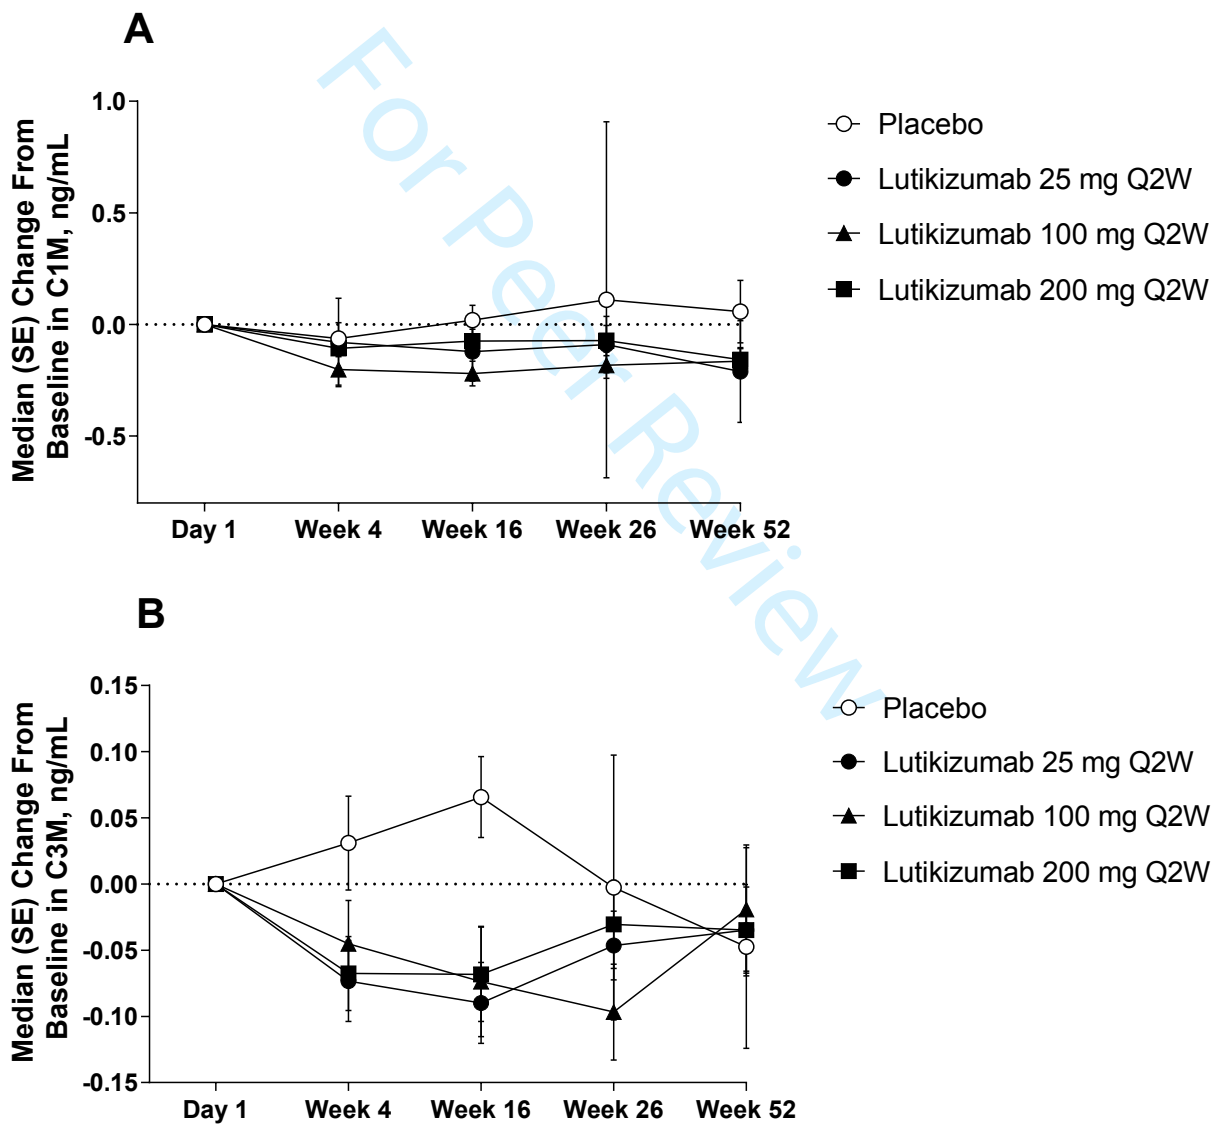 A
Median (SE) Change From
Baseline in C1M, ng/mL
1.0
0.5
0.0
-0.5
Day 1
Week 4
Week 16
Week 26
Week 52
Placebo
Lutikizumab 25 mg Q2W
Lutikizumab 100 mg Q2W
Lutikizumab 200 mg Q2W
For Peer Review
B
Median (SE) Change From
Baseline in C3M, ng/mL
0.15
0.10
0.05
0.00
-0.05
-0.10
-0.15
Day 1
Week 4
Week 16
Week 26
Week 52
Placebo
Lutikizumab 25 mg Q2W
Lutikizumab 100 mg Q2W
Lutikizumab 200 mg Q2W